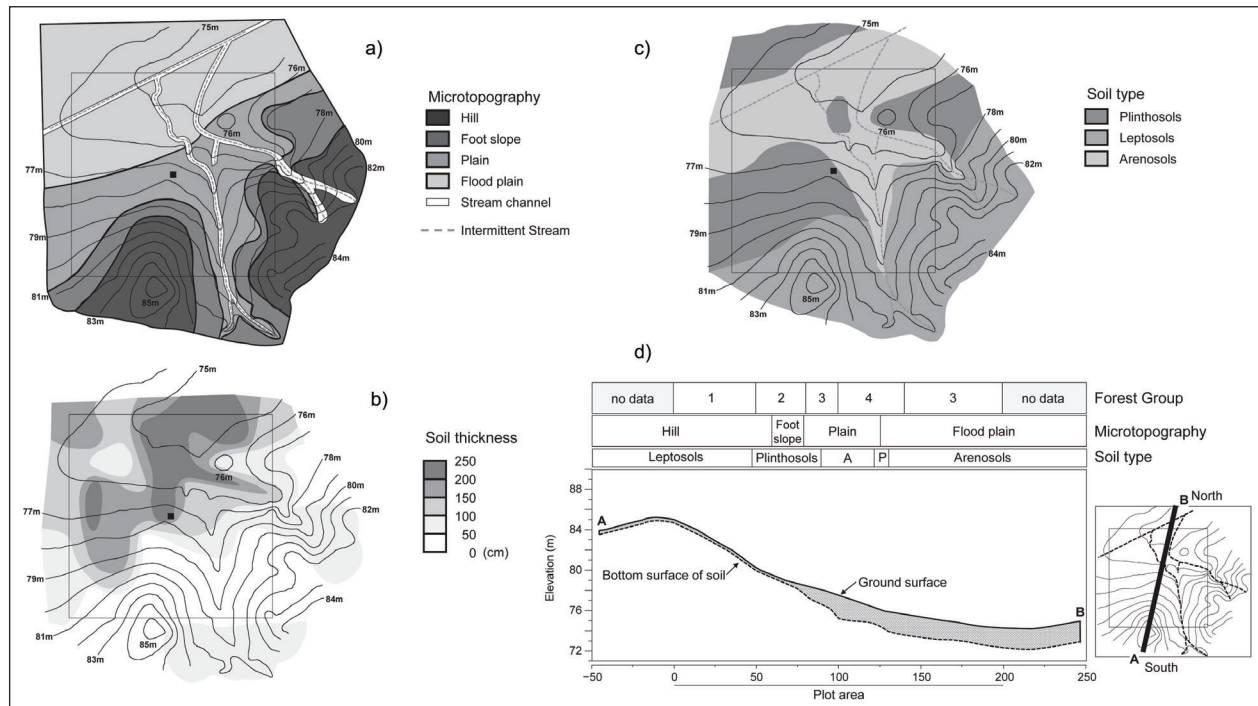 a)
75m
76m
76m
78m
80m
82m
77m
79m
84m
81m
85m
83m
Microtopography
Hill
Foot slope
Plain
Flood plain
Stream channel
Intermittent Stream
c)
75m
76m
76m
78m
80m
82m
77m
79m
84m
81m
85m
83m
Soil type
Plinthosols
Leptosols
Arenosols
b)
75m
76m
76m
78m
80m
82m
77m
79m
84m
81m
85m
83m
Soil thickness
250
200
150
100
50
0 (cm)
d)
no data 1 2 3 4 3 no data Forest Group
Hill Foot slope Plain Flood plain Microtopography
Leptosols Plinthosols A P Arenosols Soil type
88
84
80
76
72
Elevation (m)
A
Bottom surface of soil
Ground surface
B
-50 0 50 100 150 200 250
Plot area
B North
A South